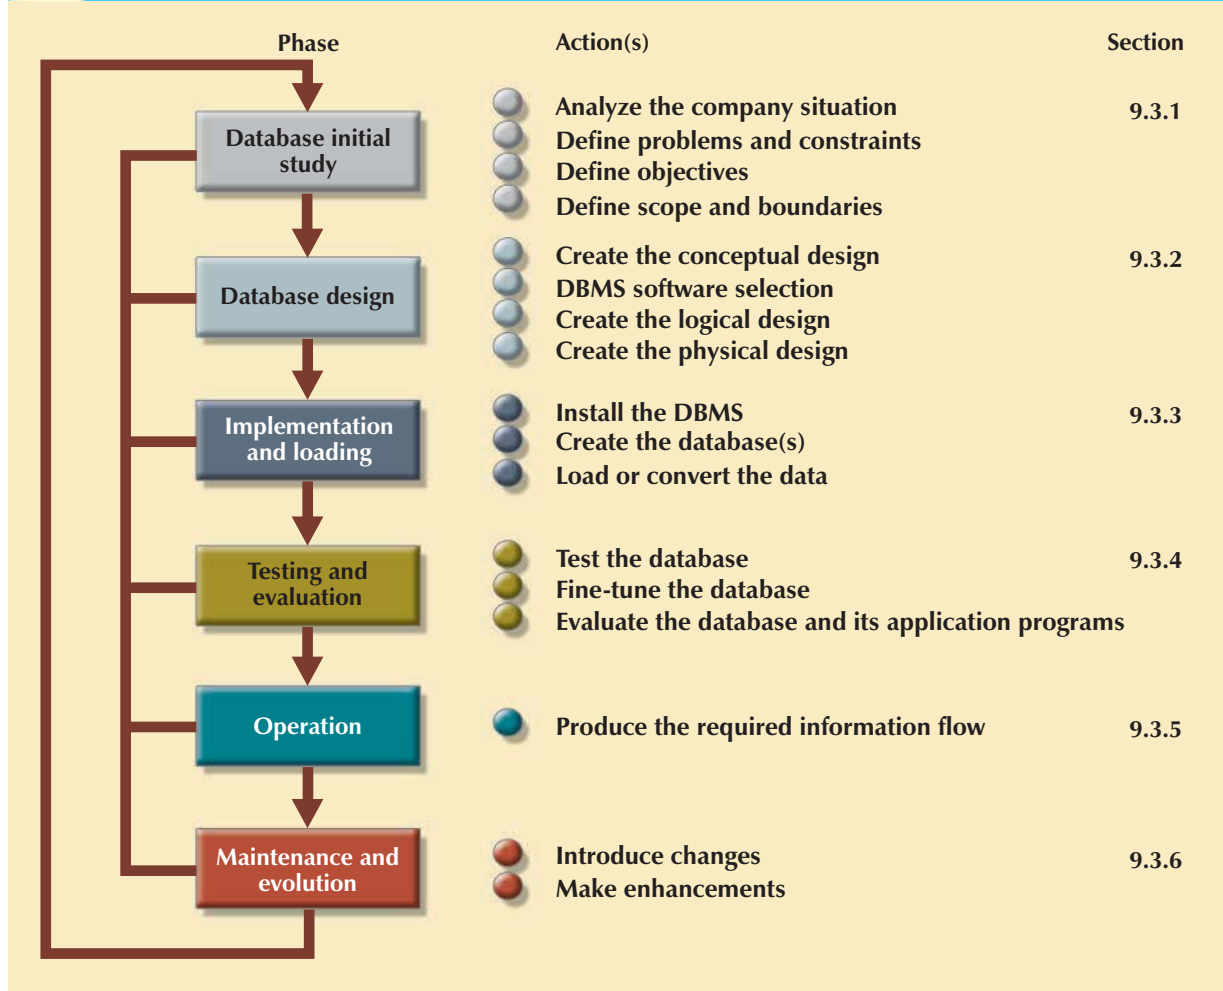 Phase Action(s) Section
Database initial
study
Analyze the company situation 9.3.1
Define problems and constraints
Define objectives
Define scope and boundaries
Database design
Create the conceptual design 9.3.2
DBMS software selection
Create the logical design
Create the physical design
Implementation
and loading
Install the DBMS 9.3.3
Create the database(s)
Load or convert the data
Testing and
evaluation
Test the database 9.3.4
Fine-tune the database
Evaluate the database and its application programs
Operation
Produce the required information flow 9.3.5
Maintenance and
evolution
Introduce changes 9.3.6
Make enhancements